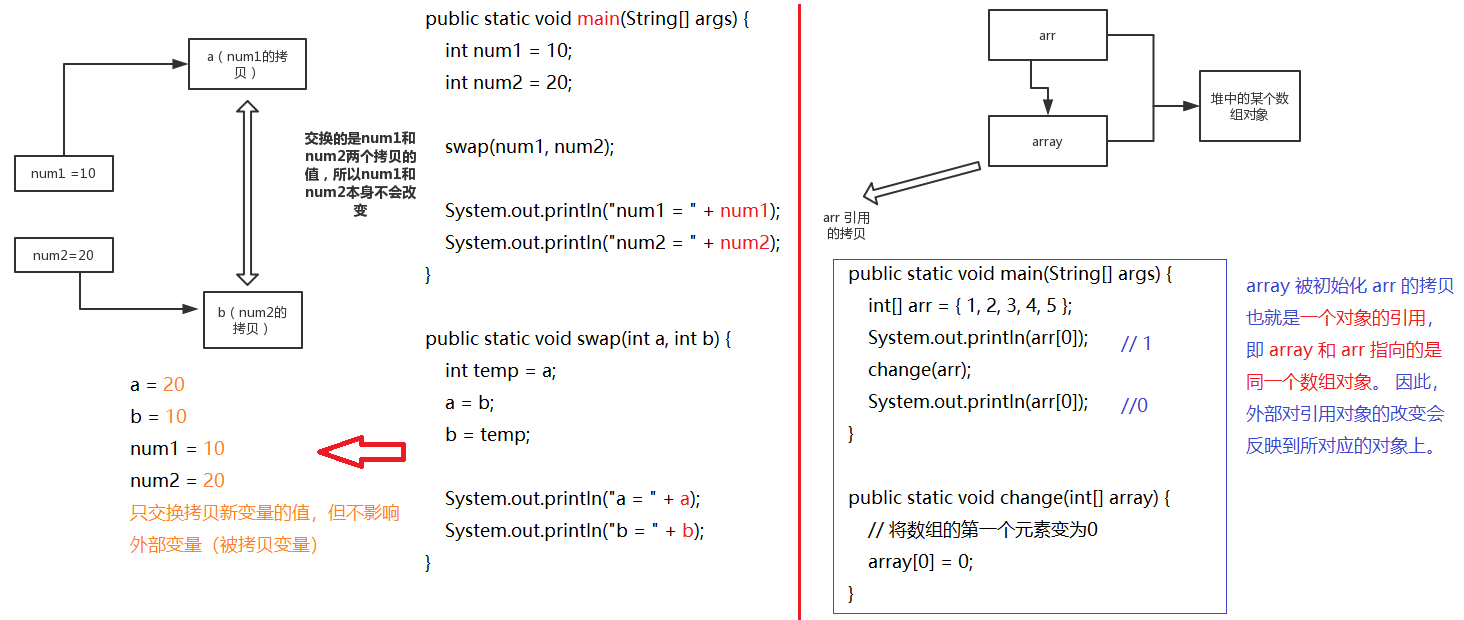 a（num1的拷
贝）
num1 =10
num2=20
b（num2的
拷贝）
交换的是num1和
num2两个拷贝的
值，所以num1和
num2本身不会改
变
a = 20
b = 10
num1 = 10
num2 = 20
只交换拷贝新变量的值，但不影响
外部变量（被拷贝变量）
public static void main(String[] args) {
int num1 = 10;
int num2 = 20;
swap(num1, num2);
System.out.println("num1 = " + num1);
System.out.println("num2 = " + num2);
}
public static void swap(int a, int b) {
int temp = a;
a = b;
b = temp;
System.out.println("a = " + a);
System.out.println("b = " + b);
}
arr
array
堆中的某个数
组对象
arr 引用
的拷贝
public static void main(String[] args) {
int[] arr = { 1, 2, 3, 4, 5 };
System.out.println(arr[0]); // 1
change(arr);
System.out.println(arr[0]); //0
}
public static void change(int[] array) {
// 将数组的第一个元素变为0
array[0] = 0;
}
array 被初始化 arr 的拷贝
也就是一个对象的引用，
即 array 和 arr 指向的是
同一个数组对象。 因此，
外部对引用对象的改变会
反映到所对应的对象上。